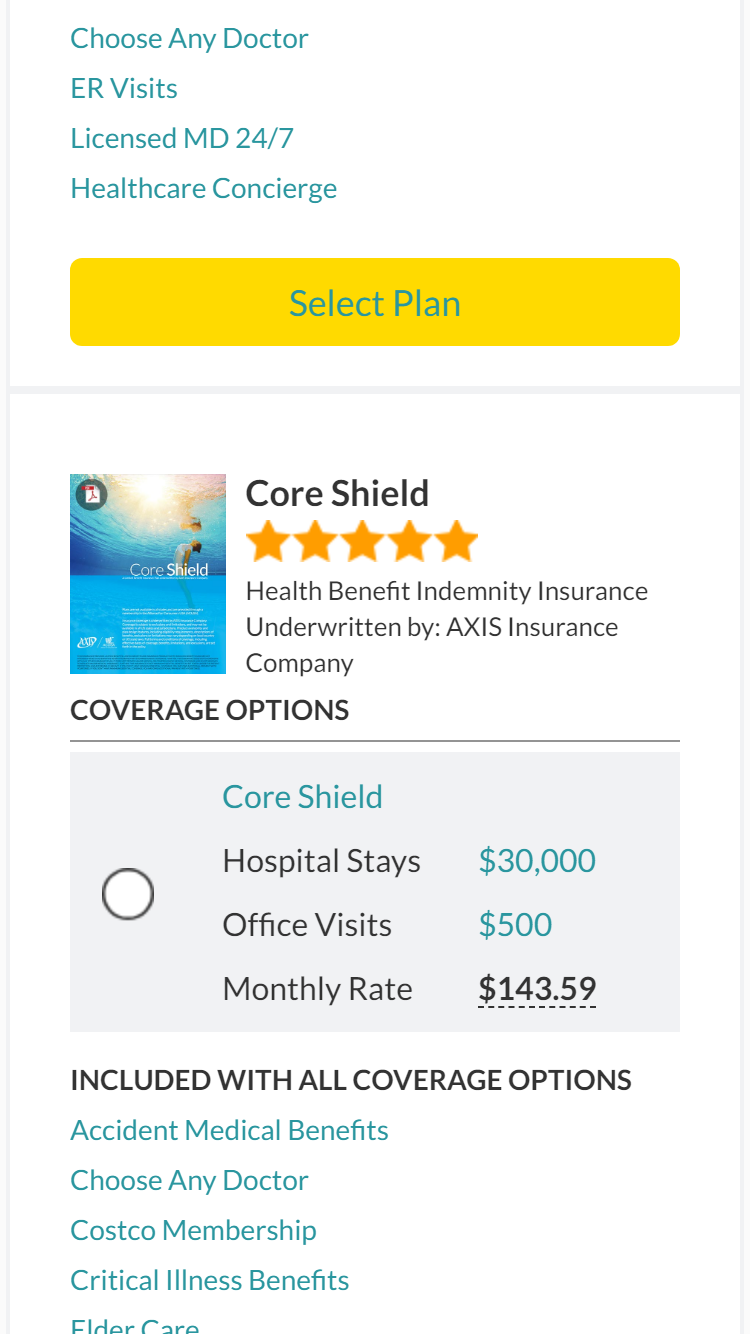 Choose Any Doctor
ER Visits
Licensed MD 24/7
Healthcare Concierge
Select Plan
Core Shield
Core Shield
Health Benefit Indemnity Insurance
Underwritten by: AXIS Insurance
Company
COVERAGE OPTIONS
Core Shield
Hospital Stays $30,000
Office Visits $500
Monthly Rate $143.59
INCLUDED WITH ALL COVERAGE OPTIONS
Accident Medical Benefits
Choose Any Doctor
Costco Membership
Critical Illness Benefits
Elder Care